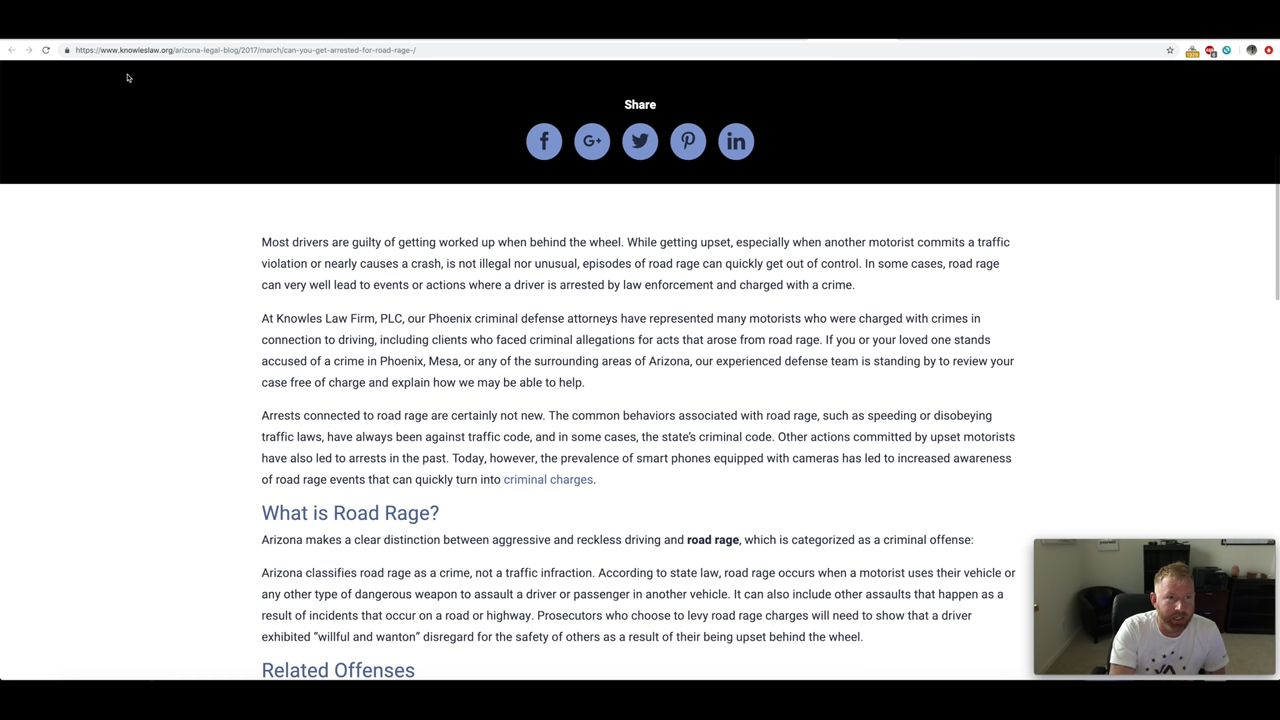 https://www.knowleslaw.org/arizona-legal-blog/2017/march/can-you-get-arrested-for-road-rage-/
Share
Most drivers are guilty of getting worked up when behind the wheel. While getting upset, especially when another motorist commits a traffic
violation or nearly causes a crash, is not illegal nor unusual, episodes of road rage can quickly get out of control. In some cases, road rage
can very well lead to events or actions where a driver is arrested by law enforcement and charged with a crime.
At Knowles Law Firm, PLC, our Phoenix criminal defense attorneys have represented many motorists who were charged with crimes in
connection to driving, including clients who faced criminal allegations for acts that arose from road rage. If you or your loved one stands
accused of a crime in Phoenix, Mesa, or any of the surrounding areas of Arizona, our experienced defense team is standing by to review your
case free of charge and explain how we may be able to help.
Arrests connected to road rage are certainly not new. The common behaviors associated with road rage, such as speeding or disobeying
traffic laws, have always been against traffic code, and in some cases, the state's criminal code. Other actions committed by upset motorists
have also led to arrests in the past. Today, however, the prevalence of smart phones equipped with cameras has led to increased awareness
of road rage events that can quickly turn into criminal charges.
What is Road Rage?
Arizona makes a clear distinction between aggressive and reckless driving and road rage, which is categorized as a criminal offense:
Arizona classifies road rage as a crime, not a traffic infraction. According to state law, road rage occurs when a motorist uses their vehicle or
any other type of dangerous weapon to assault a driver or passenger in another vehicle. It can also include other assaults that happen as a
result of incidents that occur on a road or highway. Prosecutors who choose to levy road rage charges will need to show that a driver
exhibited “willful and wanton” disregard for the safety of others as a result of their being upset behind the wheel.
Related Offenses